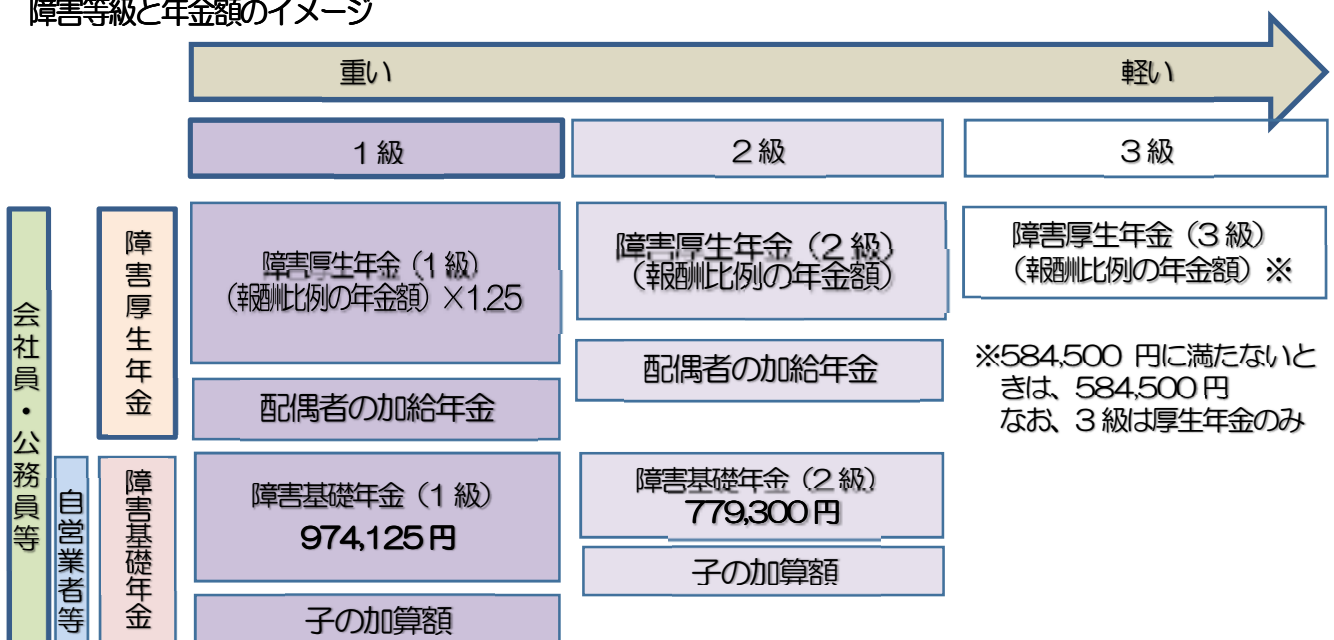 障害等級と年金額のイメージ
重い
軽い
１級
２級
３級
会社員・公務員等
障害厚生年金
障害厚生年金（１級）
（報酬比例の年金額）×1.25
配偶者の加給年金
障害厚生年金（２級）
（報酬比例の年金額）
配偶者の加給年金
障害厚生年金（３級）
（報酬比例の年金額）※
※584,500 円に満たないと
きは、584,500円
なお、３級は厚生年金のみ
自営業者等
障害基礎年金
障害基礎年金（１級）
974,125円
子の加算額
障害基礎年金（２級）
779,300円
子の加算額